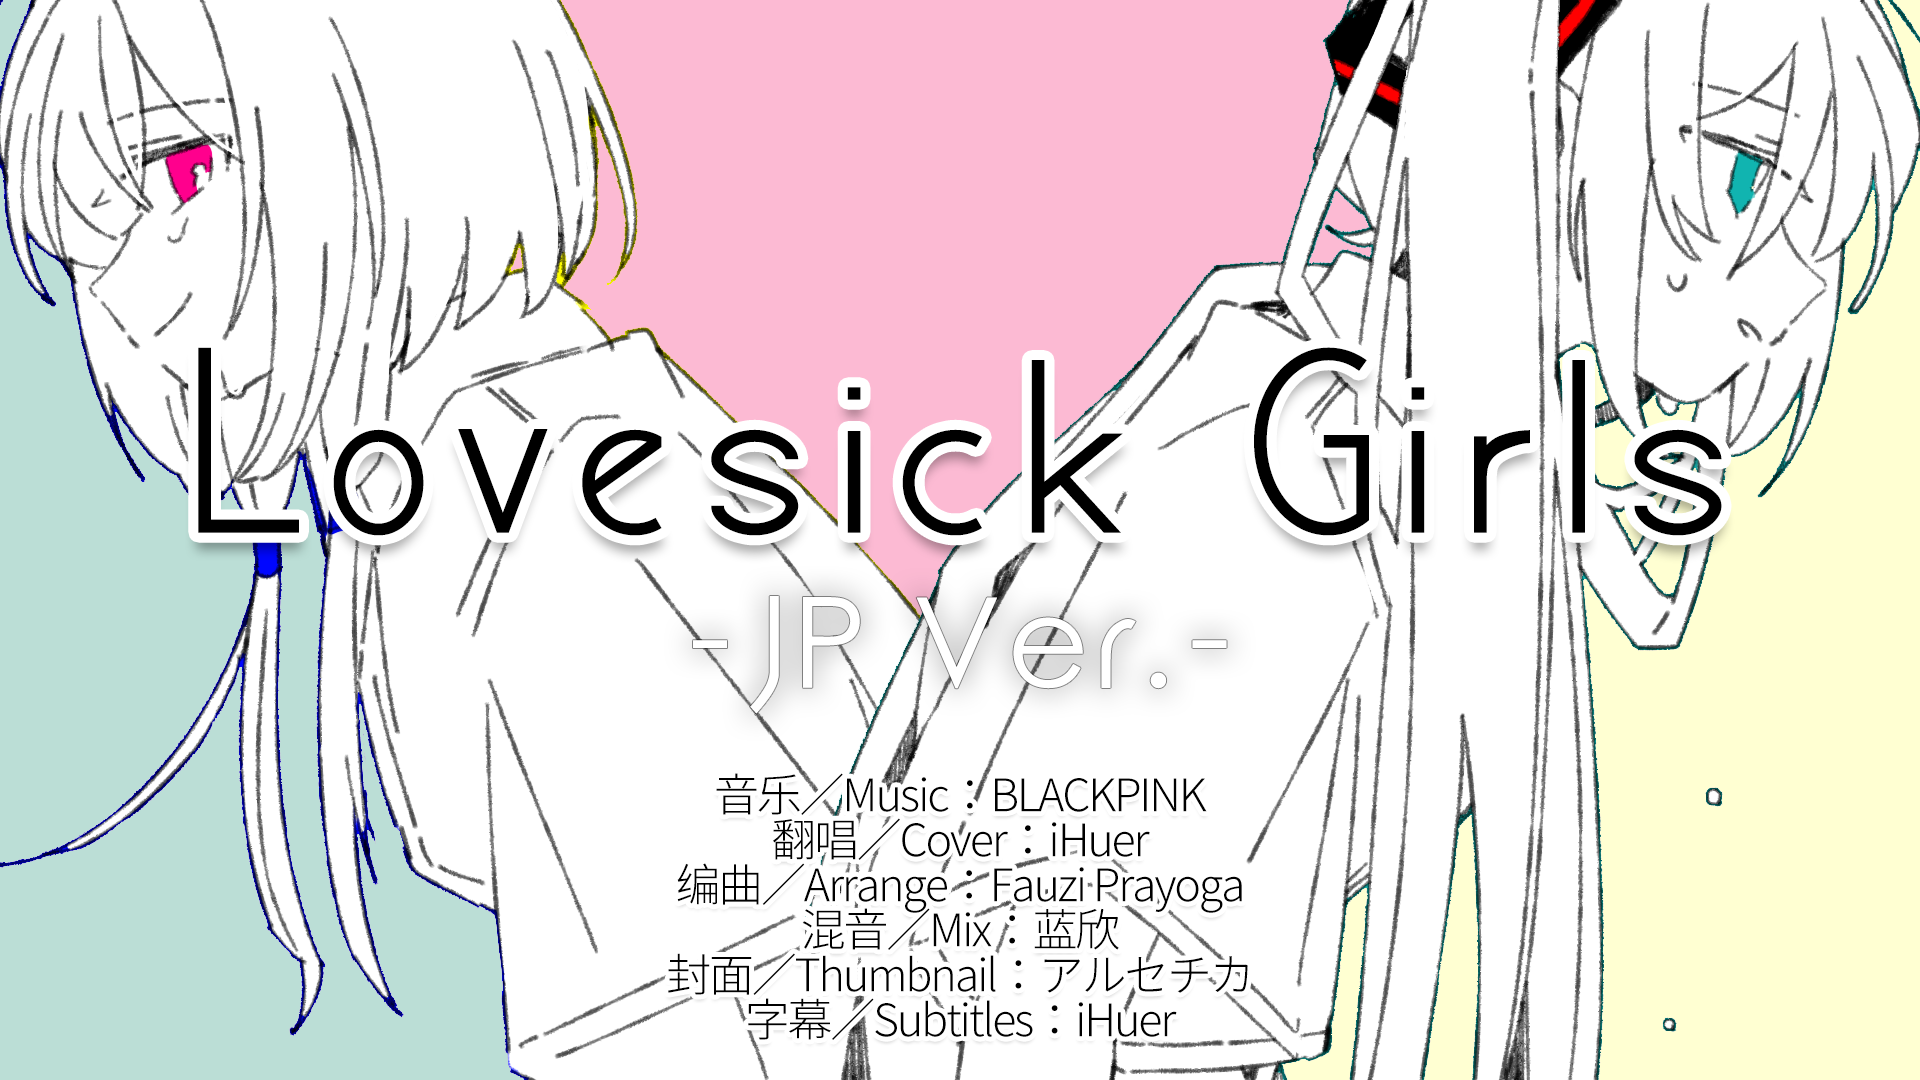 Lovesick Girls
-JP Ver.-
音乐／Music：BLACKPINK
翻唱／Cover：iHuer
编曲／Arrange：Fauzi Prayoga
混音／Mix：蓝欣
封面／Thumbnail：アルセチカ
字幕／Subtitles：iHuer